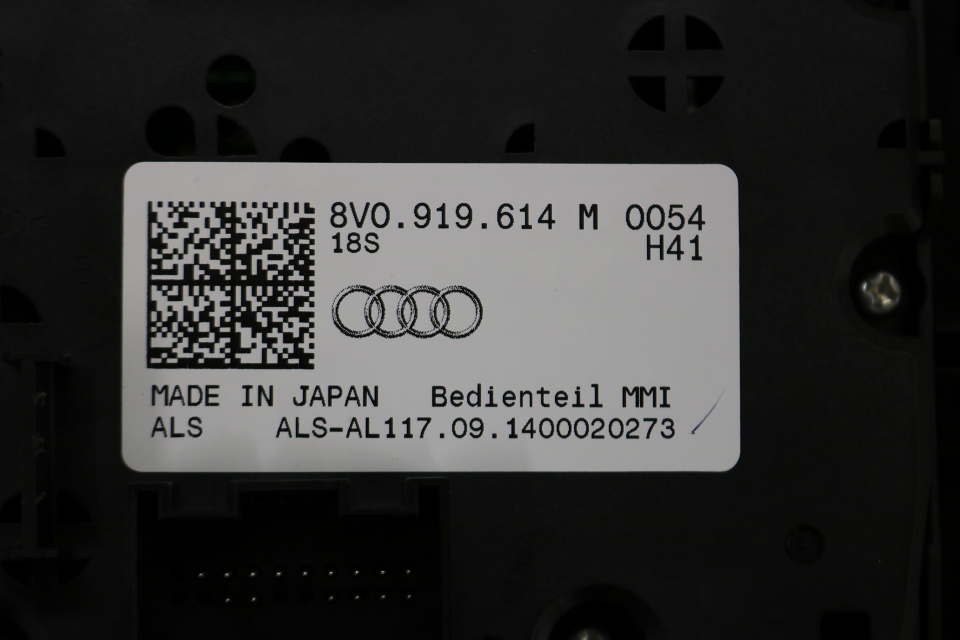 8V0.919.614 M 0054
18S H41
MADE IN JAPAN Bedienteil MMI
ALS ALS-AL117.09.1400020273